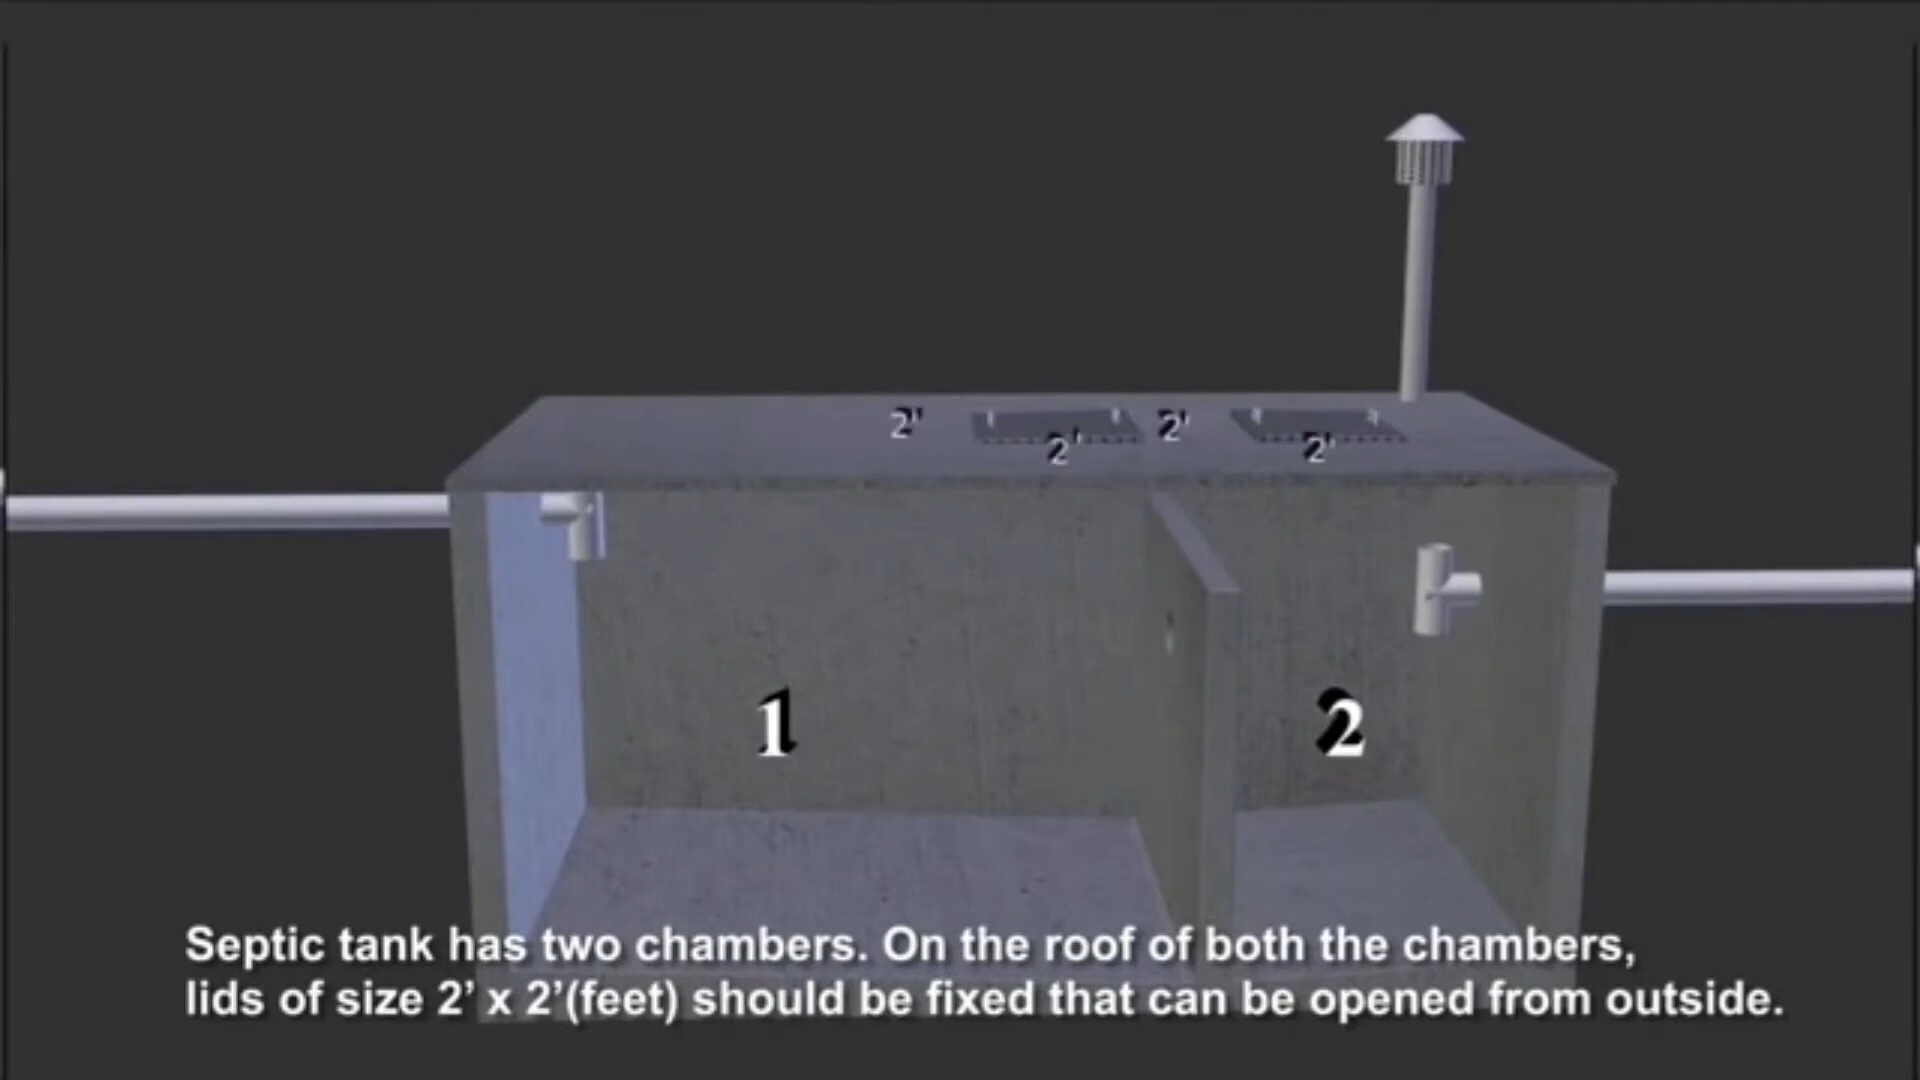 2' 2' 2' 2'
1 2
Septic tank has two chambers. On the roof of both the chambers,
lids of size 2’ x 2’(feet) should be fixed that can be opened from outside.